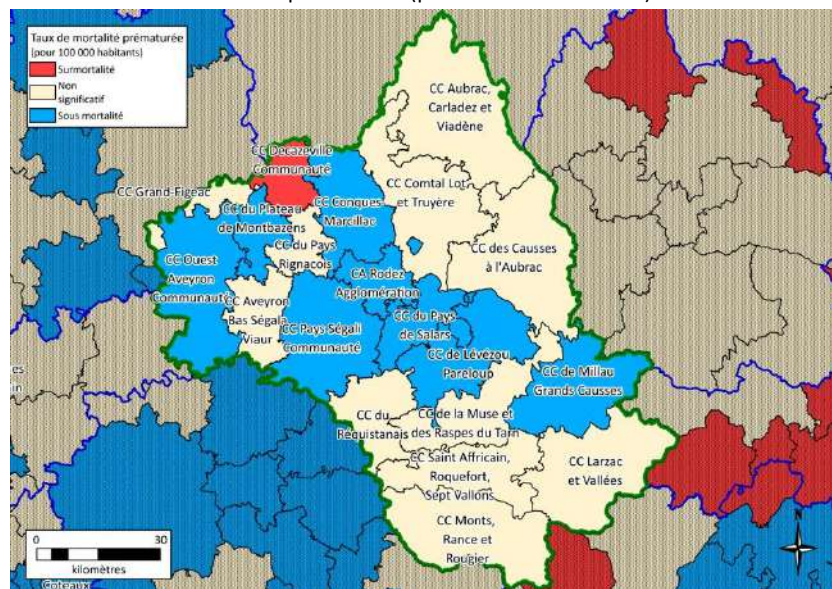 Taux de mortalité prématurée
(pour 100 000 habitants)
Surmortalité
Non
significatif
Sous mortalité
CC Aubrac,
Carladez et
Viadène
CC Decazeville
Communauté
CC Grand-Figeac
CC du Plateau
de Montbazens
CC Conques-
Marcillac
CC Comtal Lot
et Truyère
CC du Pays
Rignacois
CC des Causses
à l'Aubrac
CC Ouest
Aveyron
Communauté
CA Rodez
Agglomération
CC Aveyron
Bas Ségala
Viaur
CC Pays Ségali
Communauté
CC du Pays
de Salars
CC de Lévézou
Pareloup
CC de Millau
Grands Causses
CC du
Réquistanais
CC de la Muse et
des Raspes du Tarn
CC Saint Affricain,
Roquefort,
Sept Vallons
CC Larzac
et Vallées
CC Monts,
Rance et
Rougier
0 30
kilomètres
N
Coteaux